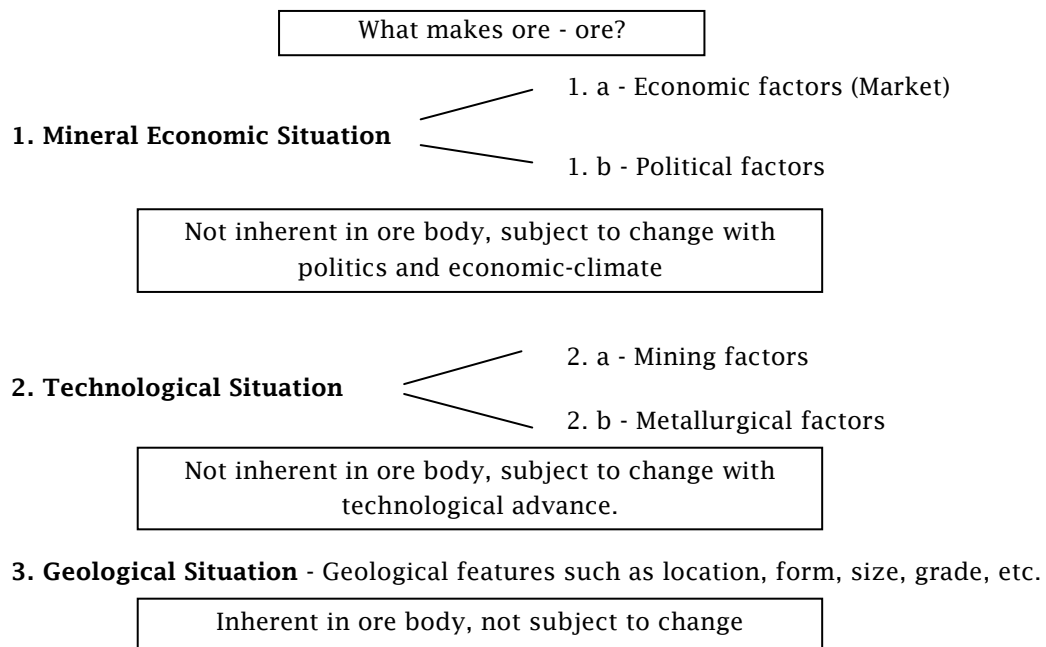 What makes ore - ore?
1. a - Economic factors (Market)
1. Mineral Economic Situation
1. b - Political factors
Not inherent in ore body, subject to change with
politics and economic-climate
2. a - Mining factors
2. Technological Situation
2. b - Metallurgical factors
Not inherent in ore body, subject to change with
technological advance.
3. Geological Situation - Geological features such as location, form, size, grade, etc.
Inherent in ore body, not subject to change